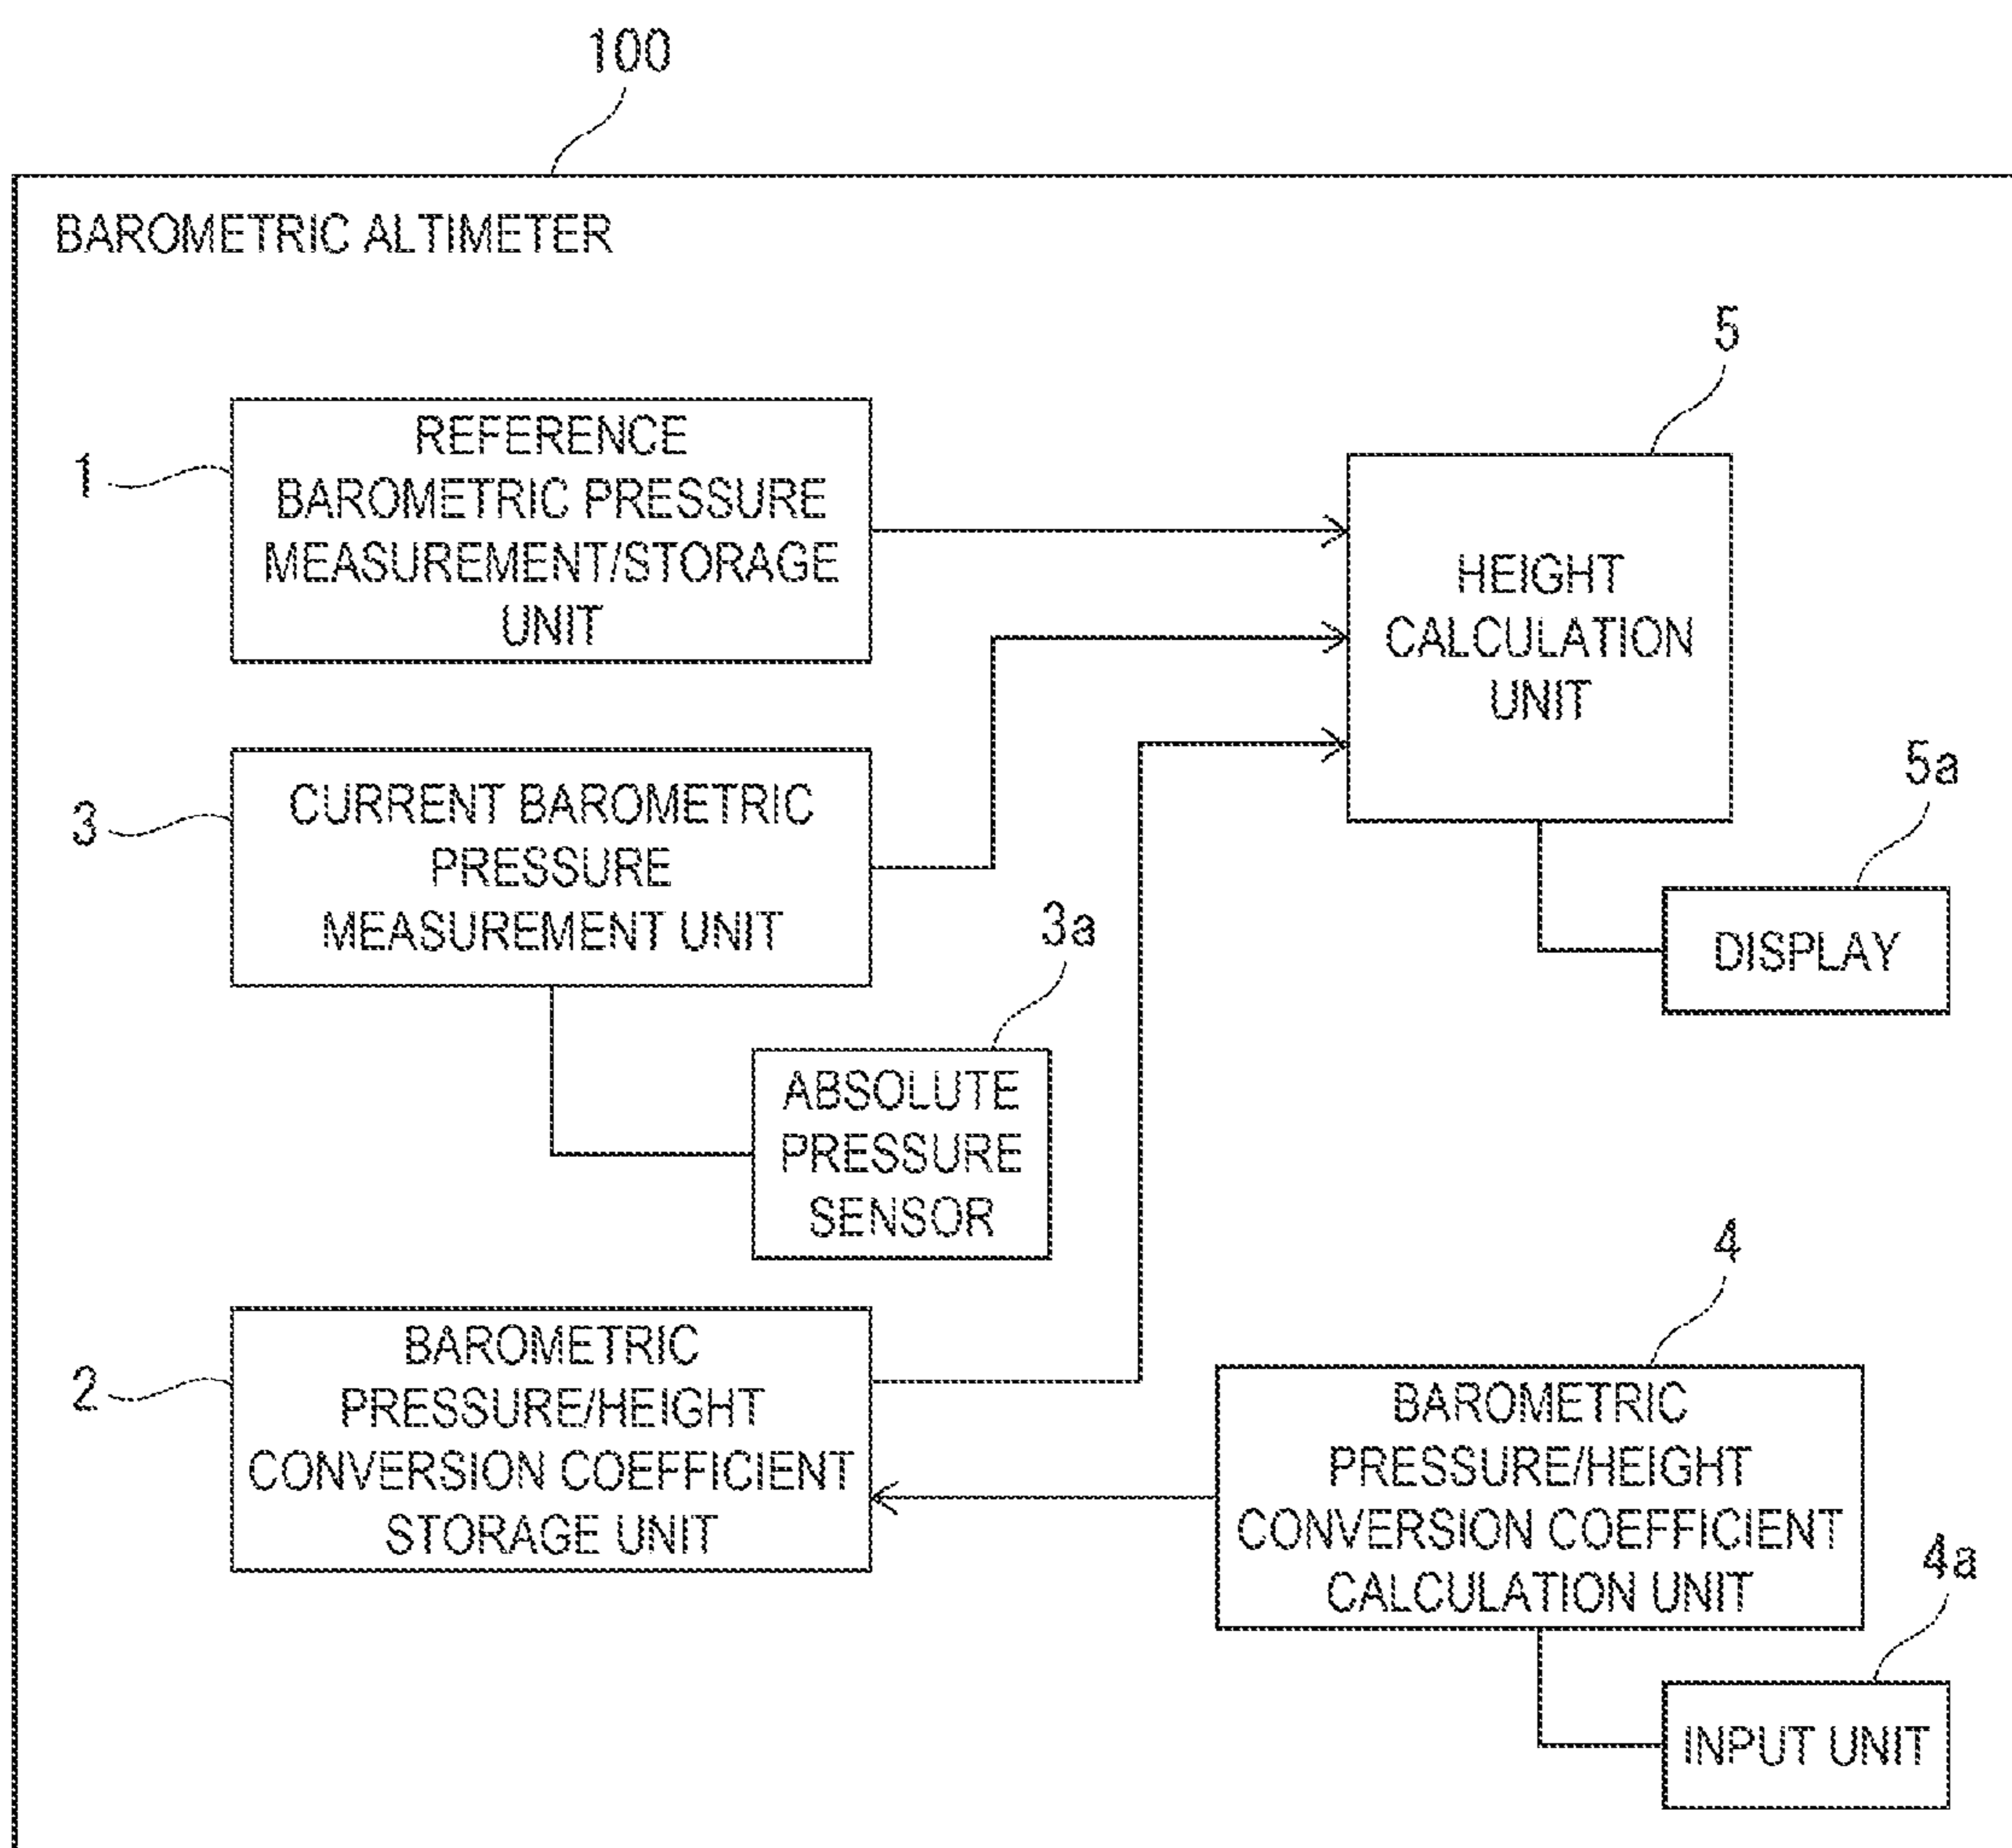 100
BAROMETRIC ALTIMETER
1
REFERENCE
BAROMETRIC PRESSURE
MEASUREMENT/STORAGE
UNIT
5
HEIGHT
CALCULATION
UNIT
3
CURRENT BAROMETRIC
PRESSURE
MEASUREMENT UNIT
5a
DISPLAY
3a
ABSOLUTE
PRESSURE
SENSOR
2
BAROMETRIC
PRESSURE/HEIGHT
CONVERSION COEFFICIENT
STORAGE UNIT
4
BAROMETRIC
PRESSURE/HEIGHT
CONVERSION COEFFICIENT
CALCULATION UNIT
4a
INPUT UNIT